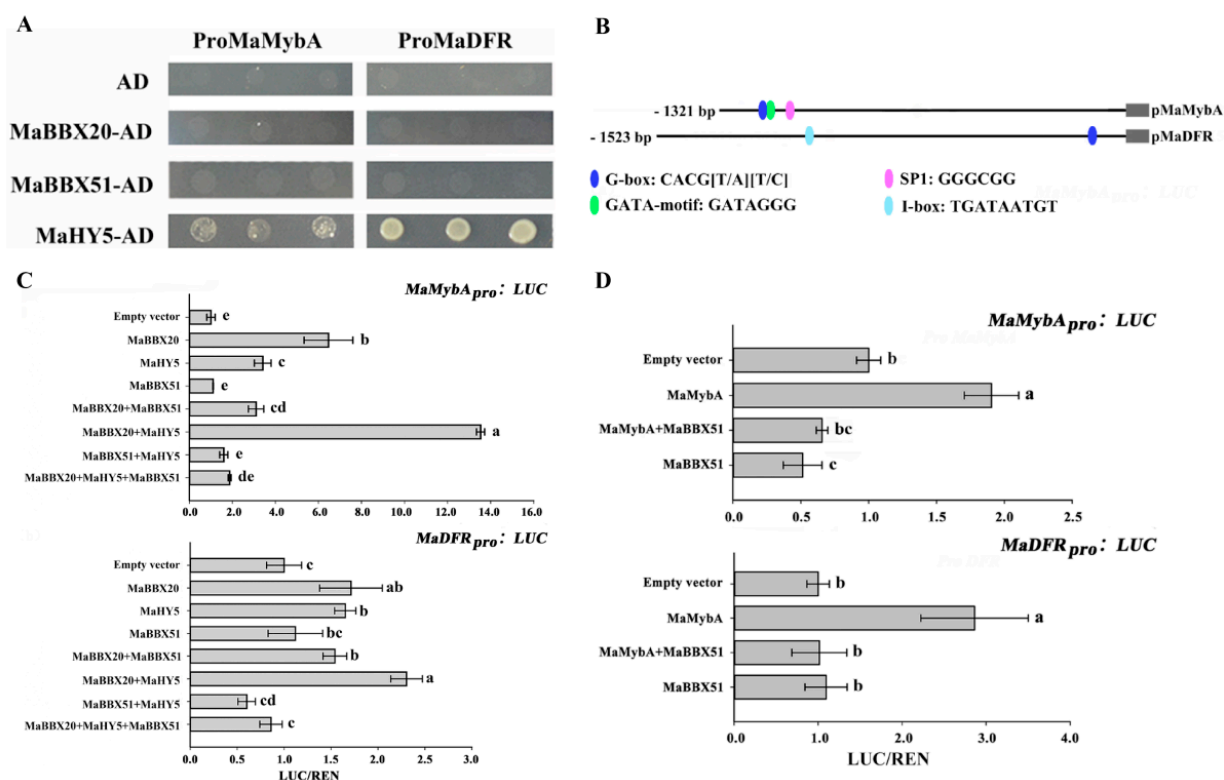 A
ProMaMybA
ProMaDFR
AD
MaBBX20-AD
MaBBX51-AD
MaHY5-AD
B
- 1321 bp
pMaMybA
- 1523 bp
pMaDFR
G-box: CACG[T/A][T/C]
SP1: GGGCGG
GATA-motif: GATAGGG
I-box: TGATAATGT
MaMybA pro: LUC
C
MaMybA pro: LUC
Empty vector
e
MaBBX20
b
MaHY5
c
MaBBX51
e
MaBBX20+MaBBX51
cd
MaBBX20+MaHY5
a
MaBBX51+MaHY5
e
MaBBX20+MaHY5+MaBBX51
de
0.0 2.0 4.0 6.0 8.0 10.0 12.0 14.0 16.0
MaDFR pro: LUC
Empty vector
c
MaBBX20
ab
MaHY5
b
MaBBX51
bc
MaBBX20+MaBBX51
b
MaBBX20+MaHY5
a
MaBBX51+MaHY5
cd
MaBBX20+MaHY5+MaBBX51
c
0.0 0.5 1.0 1.5 2.0 2.5 3.0
LUC/REN
D
MaMybA pro: LUC
Pro MaMybA
Empty vector
b
MaMybA
a
MaMybA+MaBBX51
bc
MaBBX51
c
0.0 0.5 1.0 1.5 2.0 2.5
MaDFR pro: LUC
Pro DFR
Empty vector
b
MaMybA
a
MaMybA+MaBBX51
b
MaBBX51
b
0.0 1.0 2.0 3.0 4.0
LUC/REN